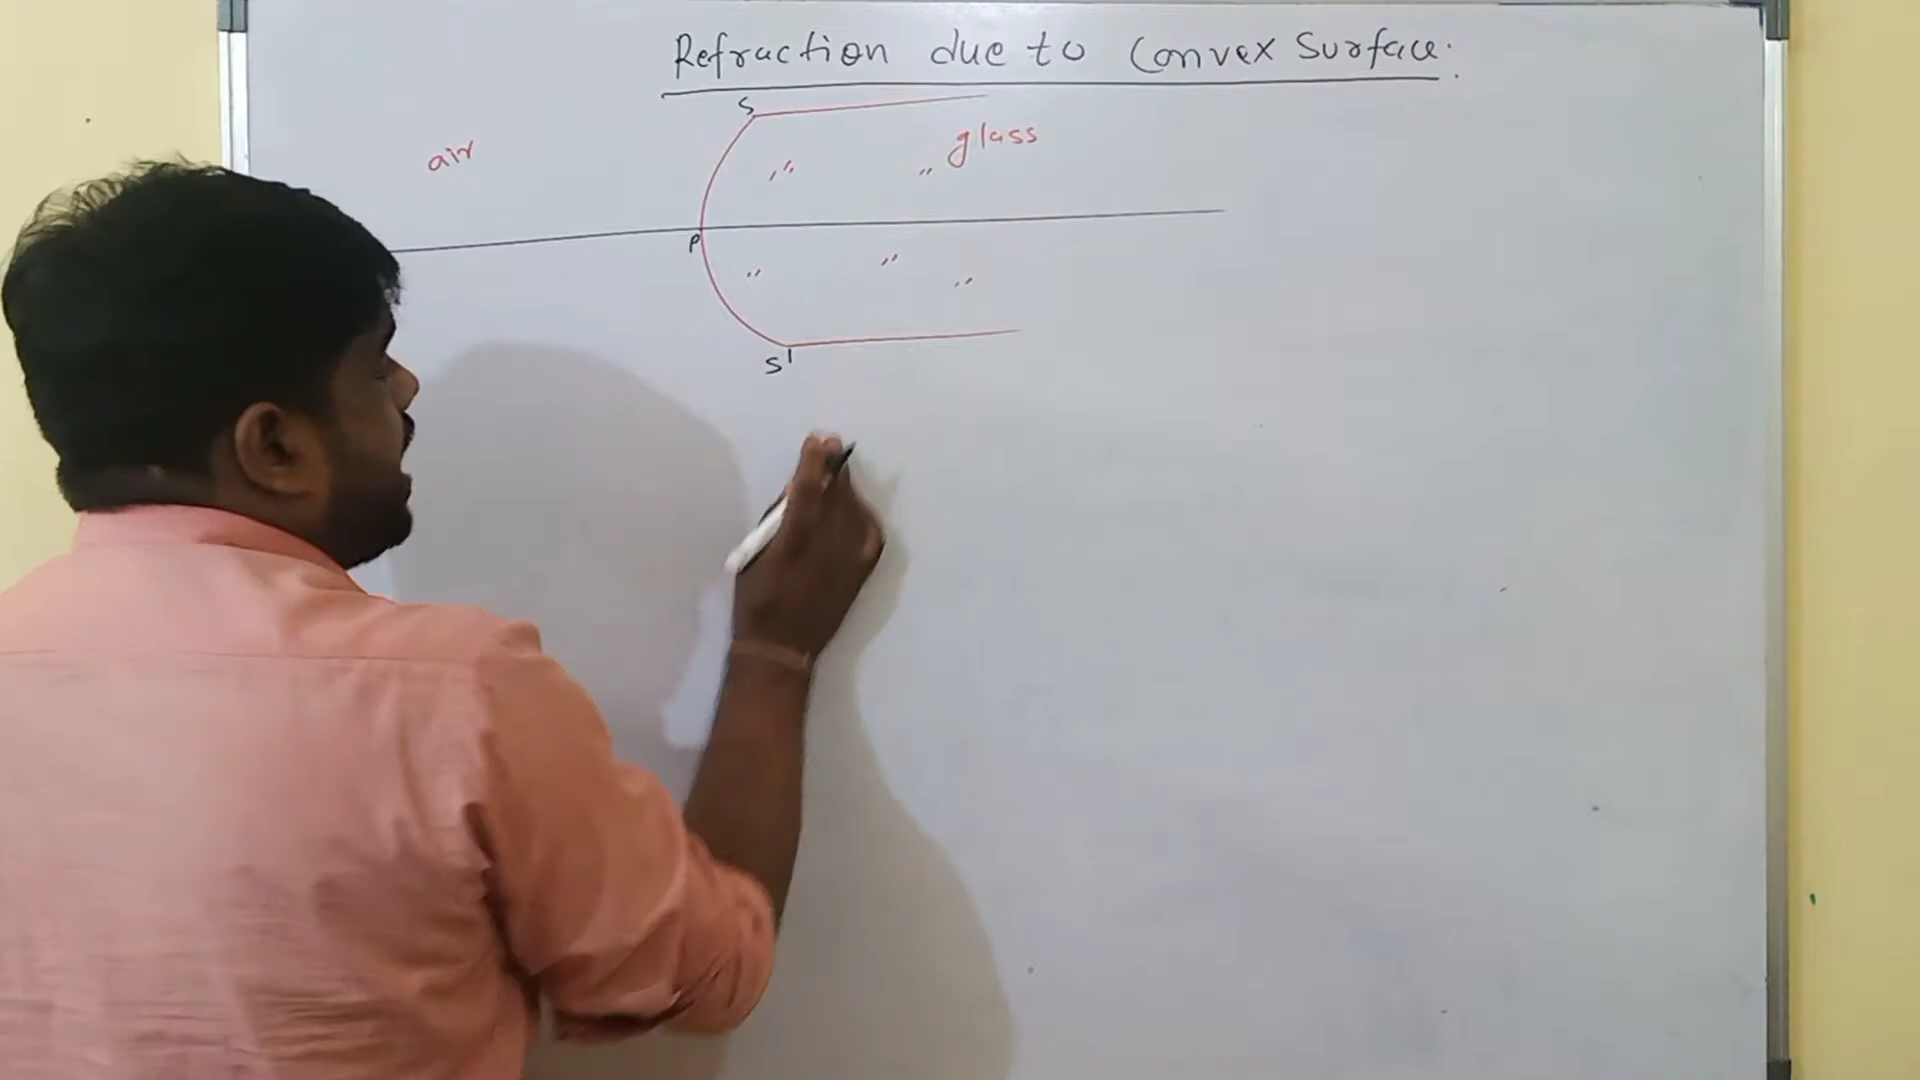 Refraction due to Convex Surface.
S
air
glass
P
S'